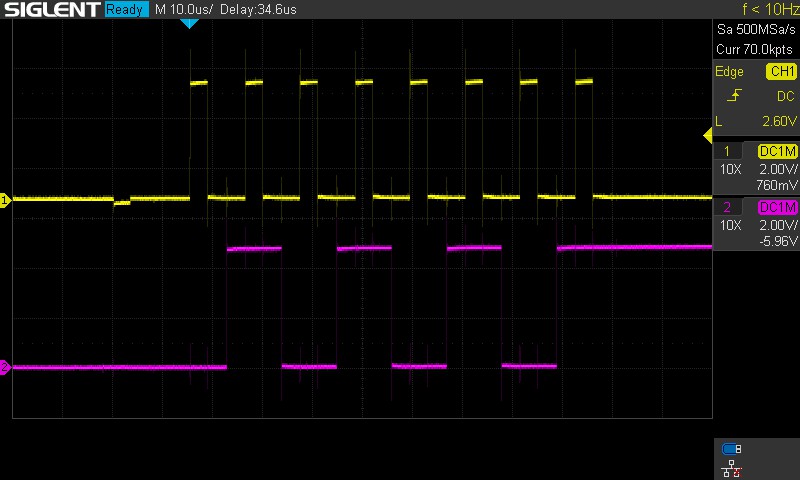 SIGLENT Ready M 10.0us/ Delay:34.6us f < 10Hz
Sa 500MSa/s
Curr 70.0kpts
Edge CH1
DC
L 2.60V
1 DC1M
10X 2.00V/
760mV
2 DC1M
10X 2.00V/
-5.96V
1
2